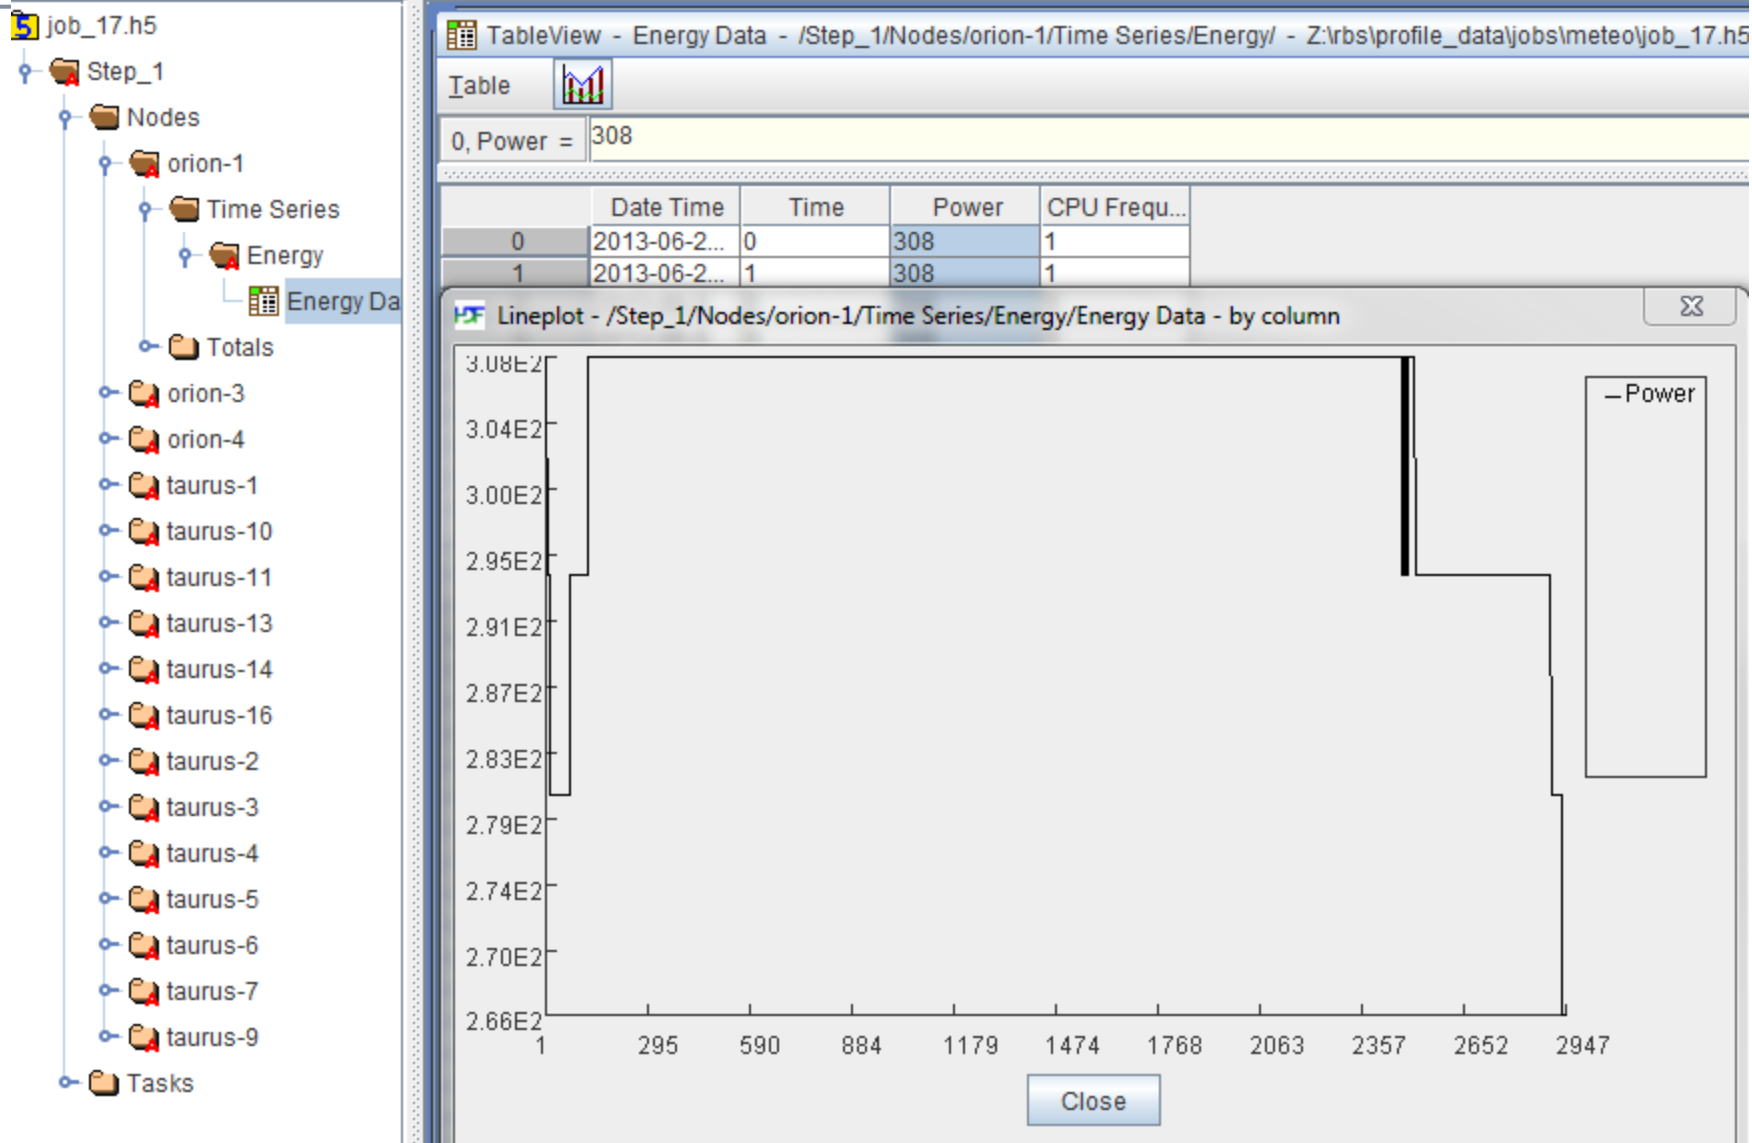 job_17.h5
Step_1
Nodes
orion-1
Time Series
Energy
Energy Da
Totals
orion-3
orion-4
taurus-1
taurus-10
taurus-11
taurus-13
taurus-14
taurus-16
taurus-2
taurus-3
taurus-4
taurus-5
taurus-6
taurus-7
taurus-9
Tasks
TableView - Energy Data - /Step_1/Nodes/orion-1/Time Series/Energy/ - Z:\rbs\profile_data\jobs\meteo\job_17.h5
Table
0, Power = 308
Date Time Time Power CPU Frequ...
0 2013-06-2... 0 308 1
1 2013-06-2... 1 308 1
HDF Lineplot - /Step_1/Nodes/orion-1/Time Series/Energy/Energy Data - by column
3.08E2
3.04E2
3.00E2
2.95E2
2.91E2
2.87E2
2.83E2
2.79E2
2.74E2
2.70E2
2.66E2
1 295 590 884 1179 1474 1768 2063 2357 2652 2947
Power
Close